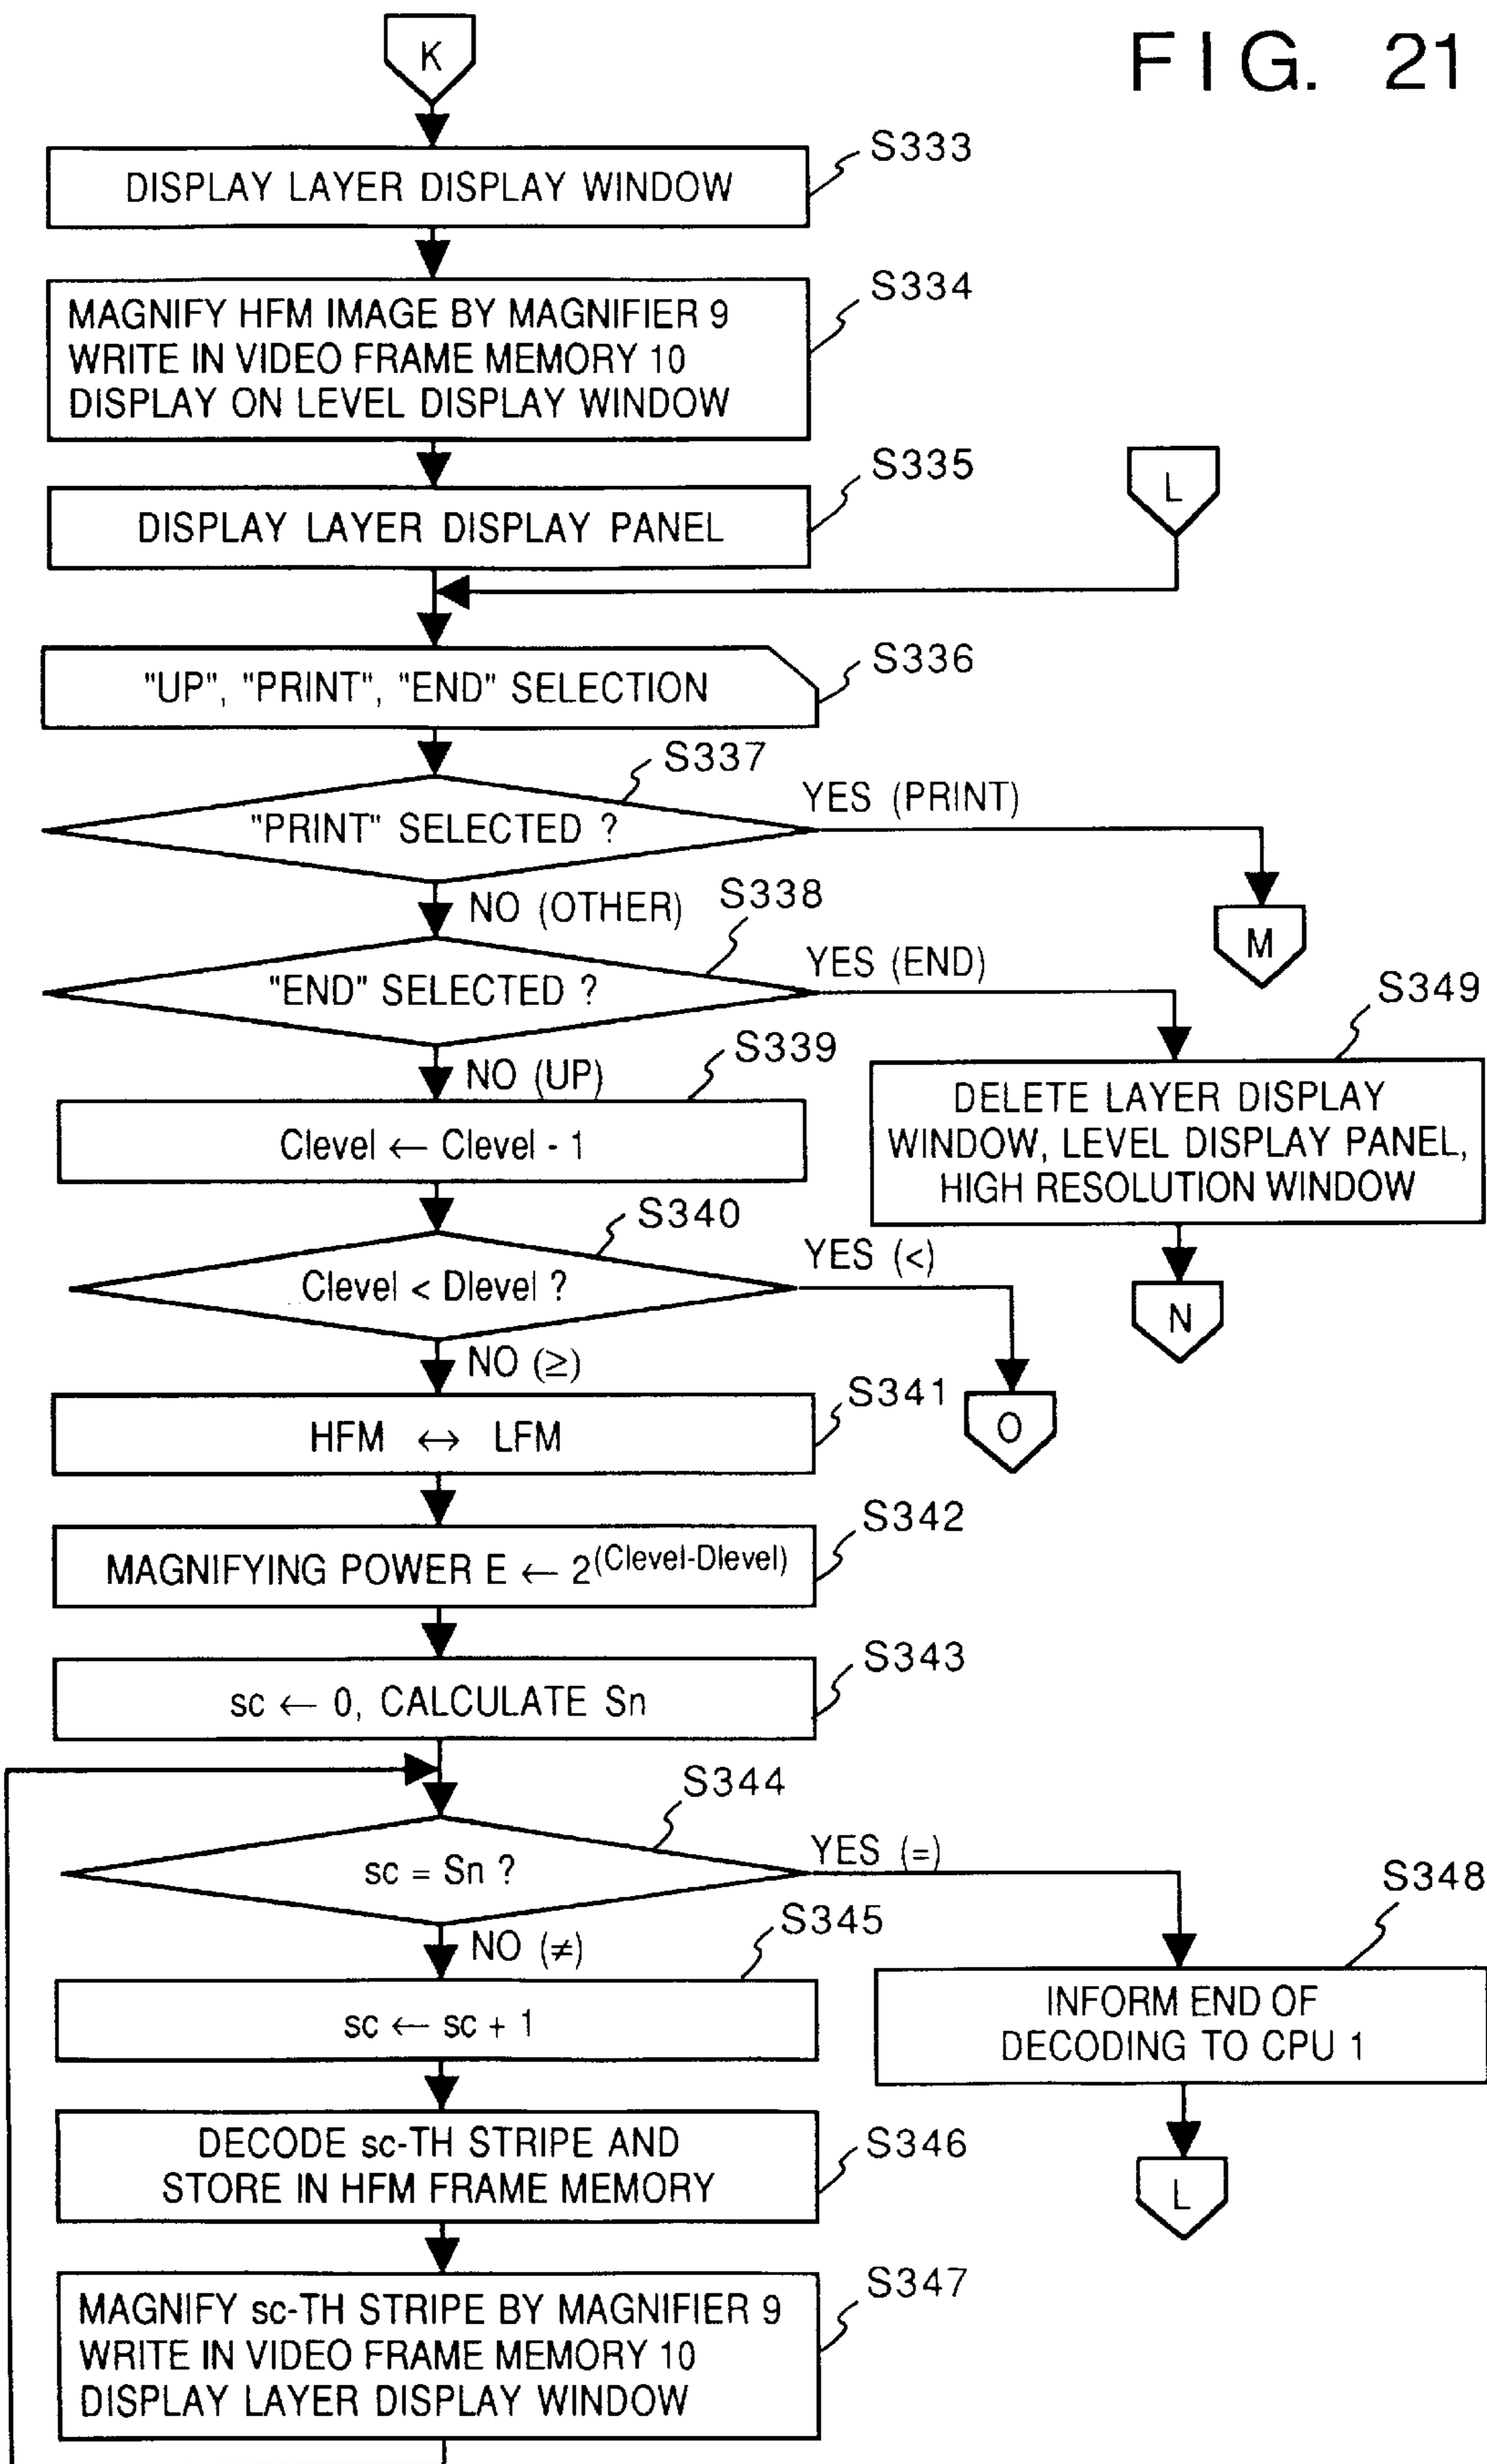 FIG. 21
K
S333
DISPLAY LAYER DISPLAY WINDOW
S334
MAGNIFY HFM IMAGE BY MAGNIFIER 9
WRITE IN VIDEO FRAME MEMORY 10
DISPLAY ON LEVEL DISPLAY WINDOW
S335
DISPLAY LAYER DISPLAY PANEL
L
S336
"UP", "PRINT", "END" SELECTION
S337
"PRINT" SELECTED ?
YES (PRINT)
M
NO (OTHER)
S338
"END" SELECTED ?
YES (END)
S349
DELETE LAYER DISPLAY
WINDOW, LEVEL DISPLAY PANEL,
HIGH RESOLUTION WINDOW
N
NO (UP)
S339
Clevel ← Clevel - 1
S340
Clevel < Dlevel ?
YES (<)
O
NO (≥)
S341
HFM ↔ LFM
S342
MAGNIFYING POWER E ← 2^(Clevel-Dlevel)
S343
sc ← 0, CALCULATE Sn
S344
sc = Sn ?
YES (=)
S348
INFORM END OF
DECODING TO CPU 1
L
NO (≠)
S345
sc ← sc + 1
S346
DECODE sc-TH STRIPE AND
STORE IN HFM FRAME MEMORY
S347
MAGNIFY sc-TH STRIPE BY MAGNIFIER 9
WRITE IN VIDEO FRAME MEMORY 10
DISPLAY LAYER DISPLAY WINDOW